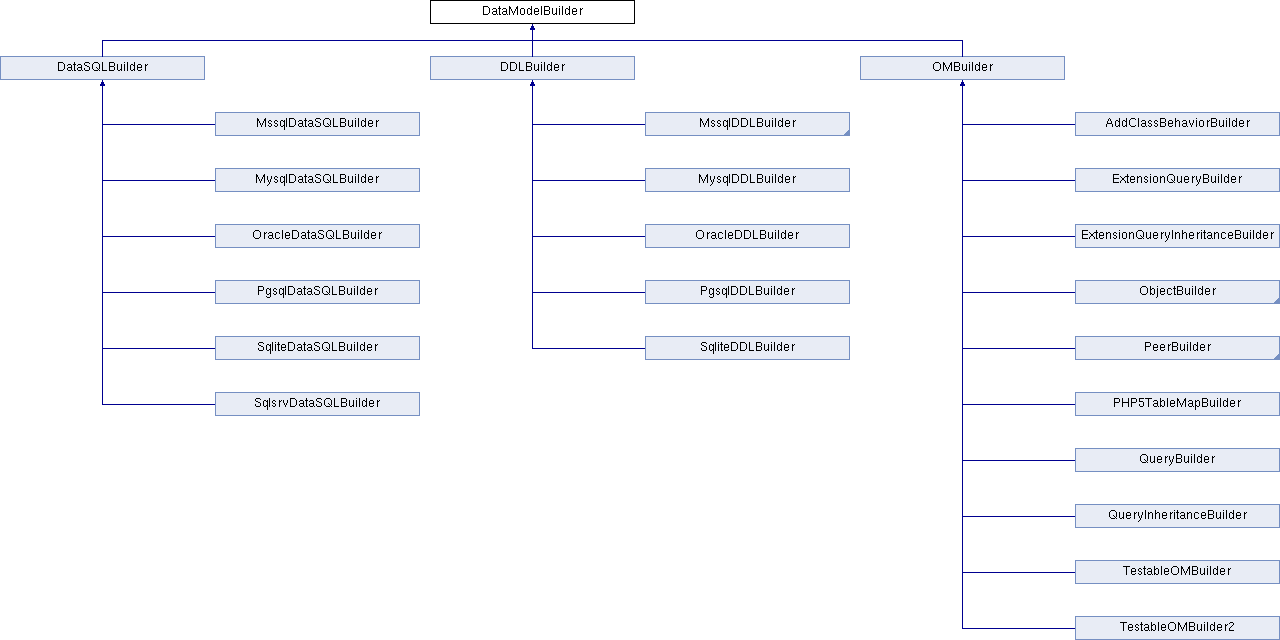 DataModelBuilder
DataSQLBuilder
DDLBuilder
OMBuilder
MssqlDataSQLBuilder
MssqlDDLBuilder
AddClassBehaviorBuilder
MysqlDataSQLBuilder
MysqlDDLBuilder
ExtensionQueryBuilder
OracleDataSQLBuilder
OracleDDLBuilder
ExtensionQueryInheritanceBuilder
PgsqlDataSQLBuilder
PgsqlDDLBuilder
ObjectBuilder
SqliteDataSQLBuilder
SqliteDDLBuilder
PeerBuilder
SqlsrvDataSQLBuilder
PHP5TableMapBuilder
QueryBuilder
QueryInheritanceBuilder
TestableOMBuilder
TestableOMBuilder2